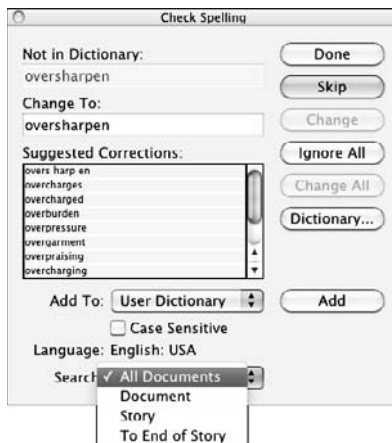 Check Spelling
Not in Dictionary:
oversharpen
Change To:
oversharpen
Suggested Corrections:
overs harp en
overcharges
overcharged
overburden
overpressure
overgarment
overpraising
overcharging
Done
Skip
Change
Ignore All
Change All
Dictionary...
Add To: User Dictionary
Add
Case Sensitive
Language: English: USA
Search ✓ All Documents
Document
Story
To End of Story